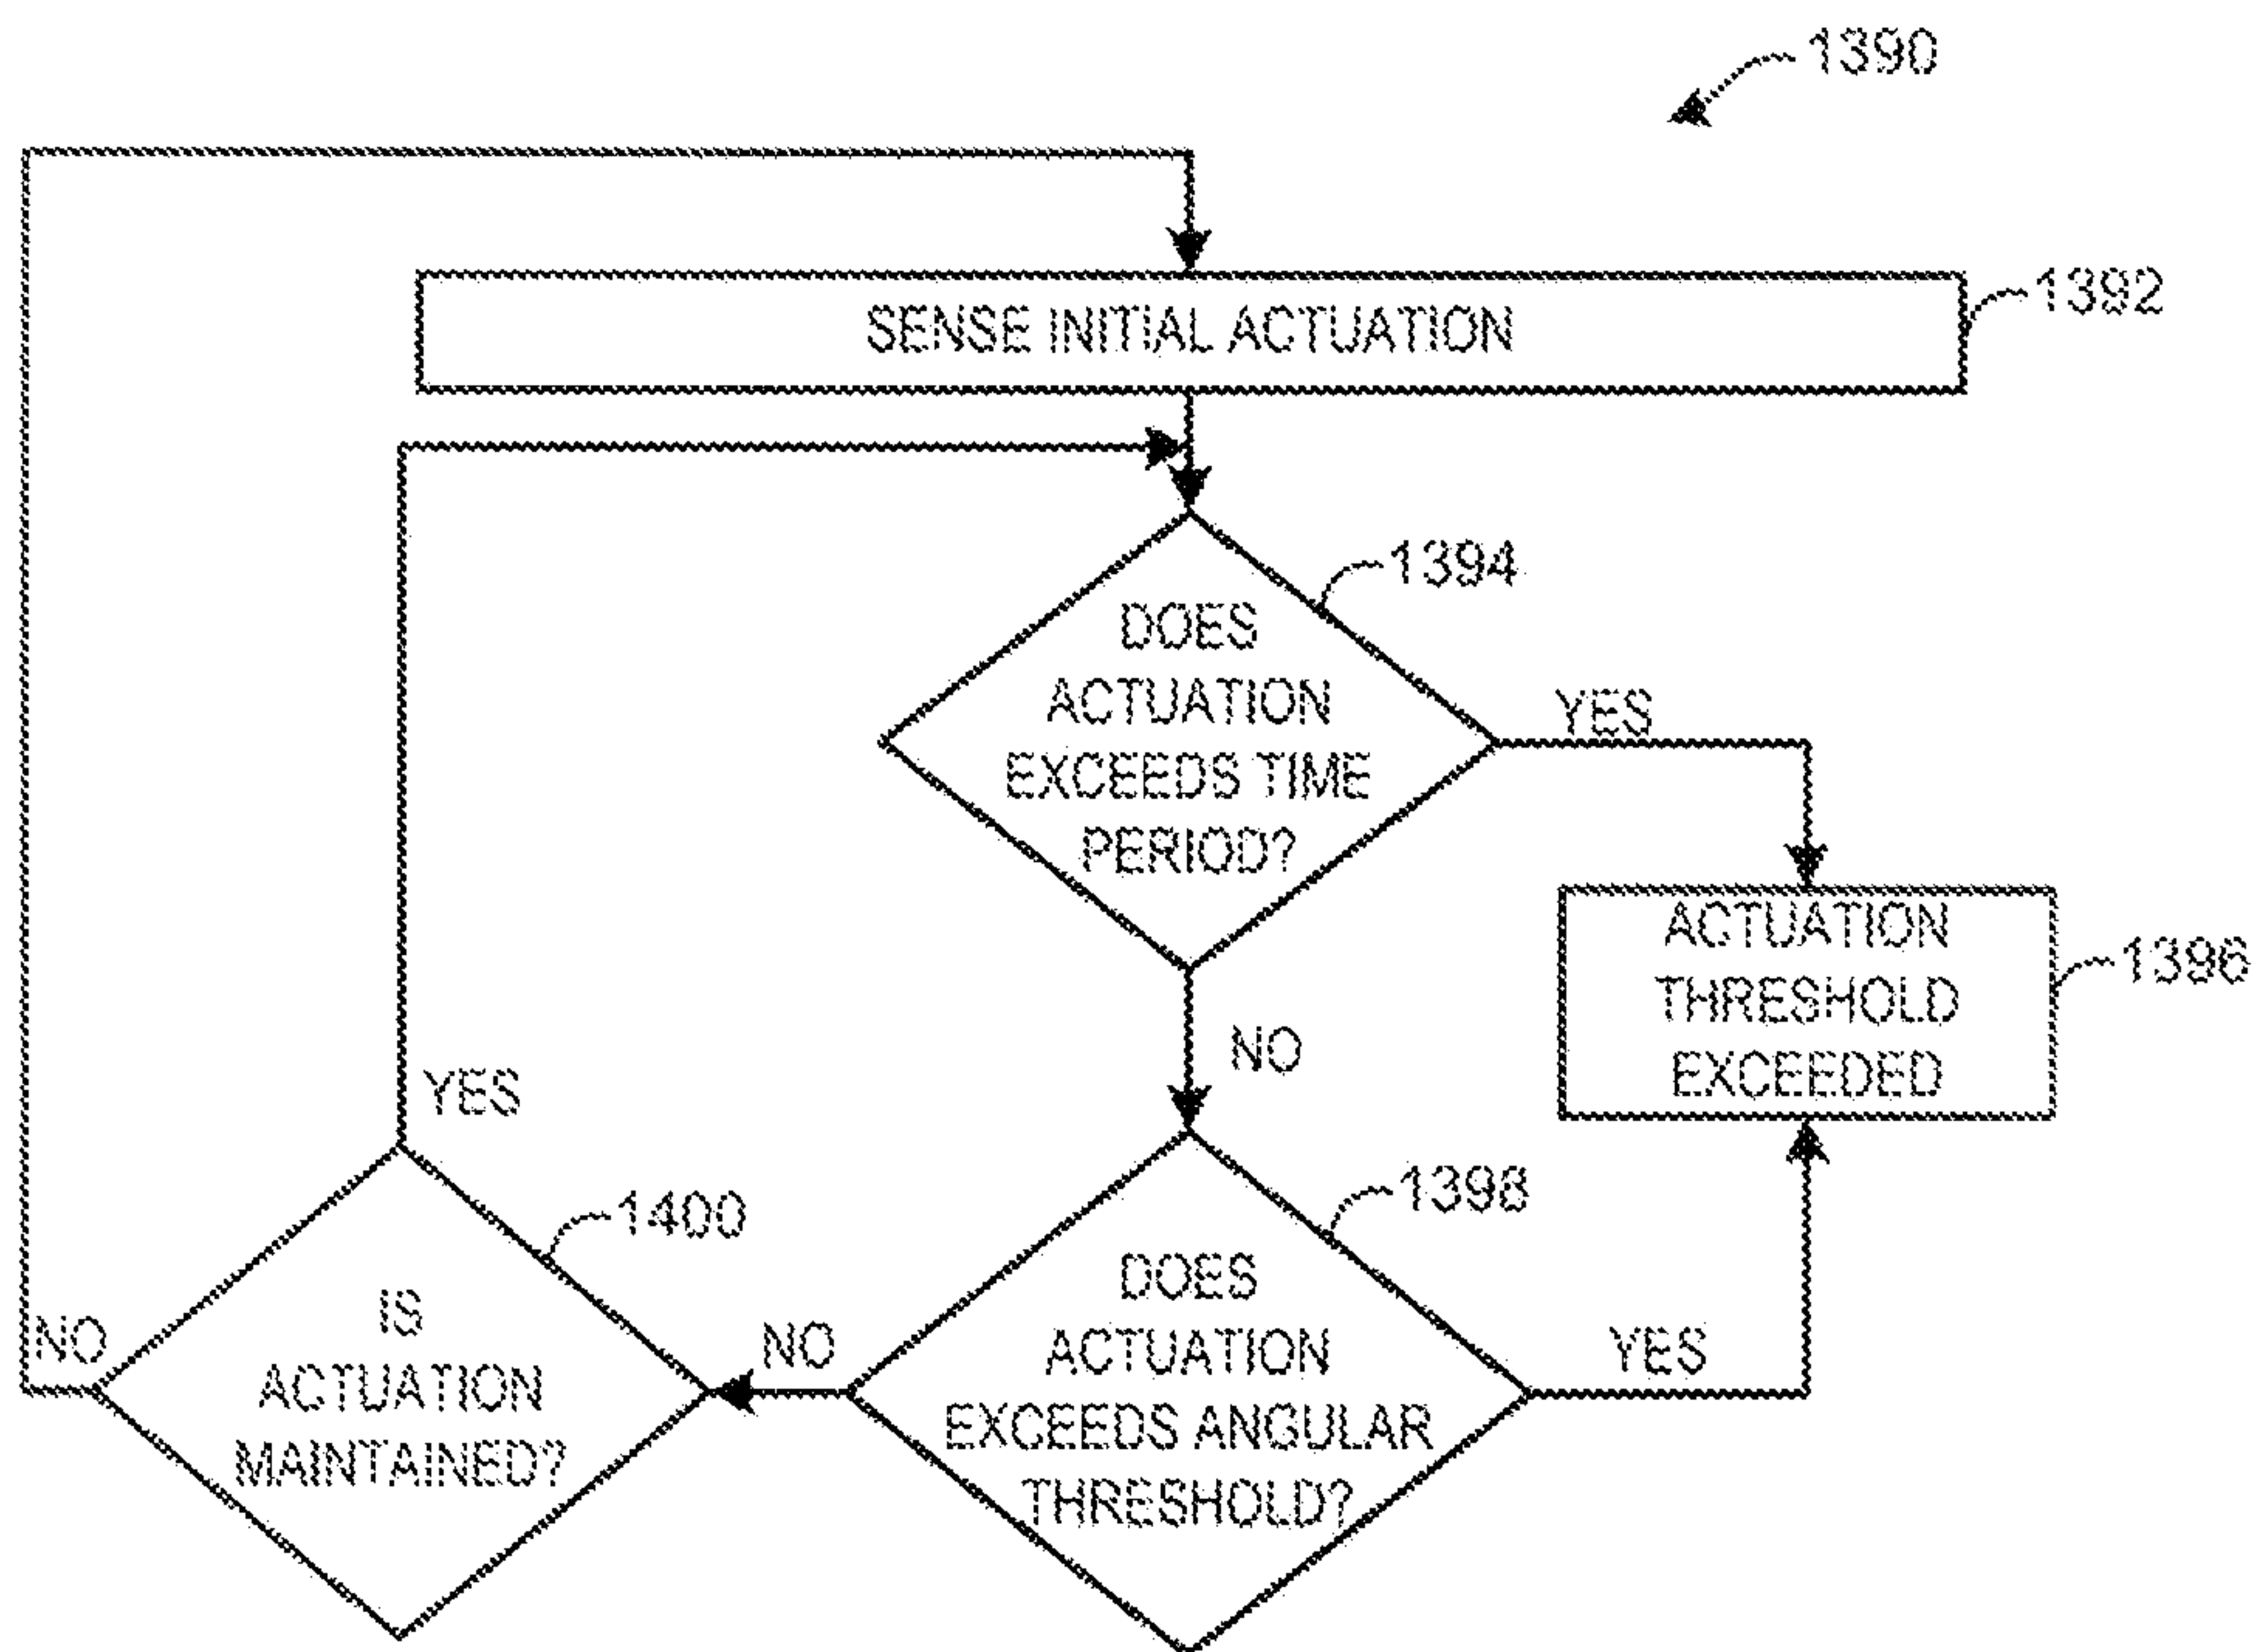 1390
SENSE INITIAL ACTUATION
1392
1394
DOES
ACTUATION
EXCEEDS TIME
PERIOD?
YES
ACTUATION
THRESHOLD
EXCEEDED
1396
NO
YES
1398
1400
DOES
ACTUATION
EXCEEDS ANGULAR
THRESHOLD?
YES
NO
IS
ACTUATION
MAINTAINED?
NO